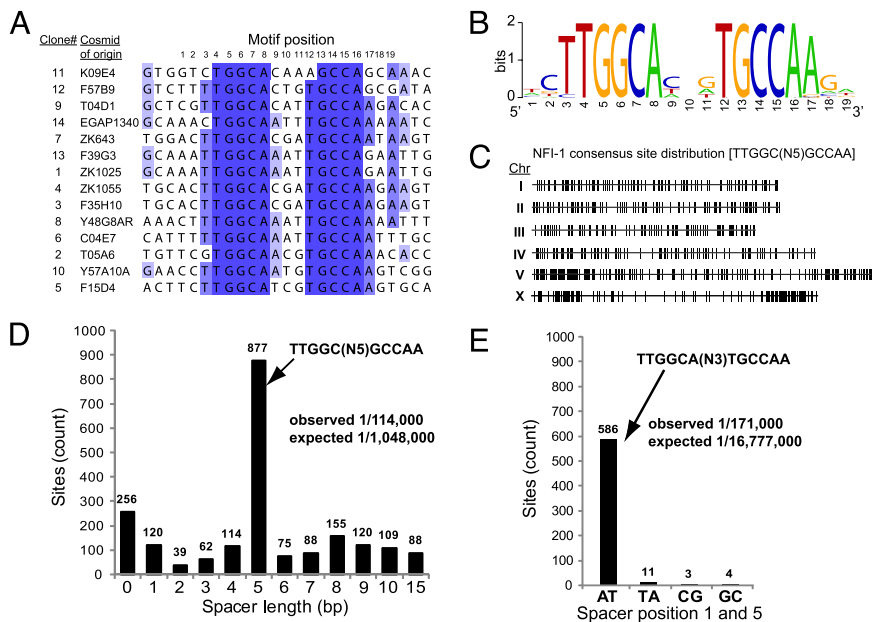 A
Clone# Cosmid of origin
Motif position
1 2 3 4 5 6 7 8 9 10 11 12 13 14 15 16 17 18 19
11 K09E4 GTGGTCTGGCACAAAGCCAGCAAAC
12 F57B9 GTCTTTTGGCACTGTTGCCAGCGATA
9 T04D1 GCTCGTTGGCACATTGCCAAGACAC
14 EGAP1340 GCAAACTGGCAATTTGCCAAAAATC
7 ZK643 TGGACTTGGCACGATGCCAATAAGT
13 F39G3 GCAAATTGGCAATTTGCCAGAATTG
1 ZK1025 GCAAATTGGCAAATTGCCAAAATTG
4 ZK1055 TGCACTTGGCACGATGCCAAGAAGT
3 F35H10 TGCACTTGGCACGATGCCAAGAAGT
8 Y48G8AR AAACTTTGGCAAATTGCCAAAATTT
6 C04E7 CATTTTTGGCAAATTGCCAATTTGC
2 T05A6 TGTTCGTGGCAACGTGCCAAACACC
10 Y57A10A GAACCTTGGCAATGTGCCAAGTCGG
5 F15D4 ACTTCTTGGCATCGTGCCAAGTGCA
B
2
1
0
bits
TTGGCA TGCCAA
5' 1 2 3 4 5 6 7 8 9 10 11 12 13 14 15 16 17 18 19 3'
C
NFI-1 consensus site distribution [TTGGC(N5)GCCAA]
Chr
I
II
III
IV
V
X
D
1000
900
800
700
600
500
400
300
200
100
0
Sites (count)
256 120 39 62 114 877 75 88 155 120 109 88
TTGGC(N5)GCCAA
observed 1/114,000
expected 1/1,048,000
0 1 2 3 4 5 6 7 8 9 10 15
Spacer length (bp)
E
1000
900
800
700
600
500
400
300
200
100
0
Sites (count)
586 11 3 4
TTGGCA(N3)TGCCAA
observed 1/171,000
expected 1/16,777,000
AT TA CG GC
Spacer position 1 and 5